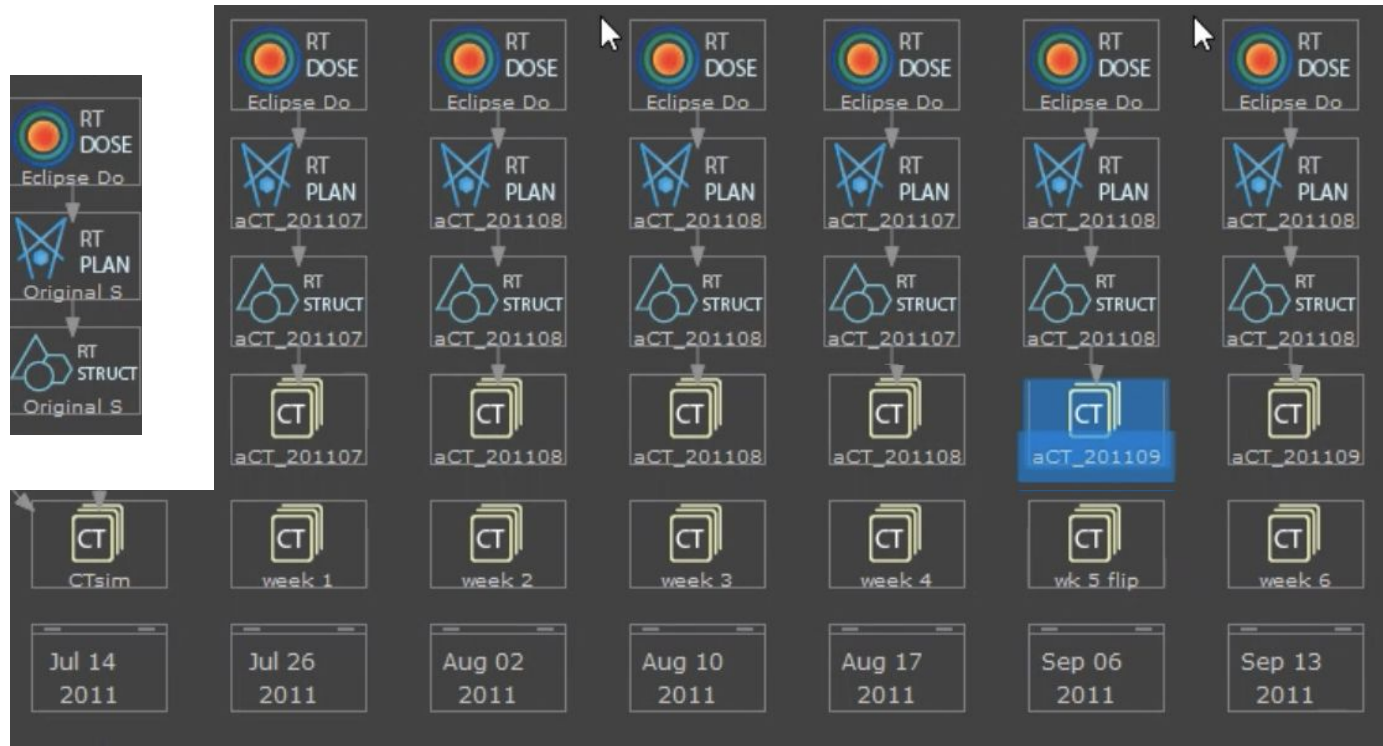 RT
DOSE
Eclipse Do
RT
PLAN
Original S
RT
STRUCT
Original S
RT DOSE RT DOSE RT DOSE RT DOSE RT DOSE RT DOSE
Eclipse Do Eclipse Do Eclipse Do Eclipse Do Eclipse Do Eclipse Do
RT PLAN RT PLAN RT PLAN RT PLAN RT PLAN RT PLAN
aCT_201107 aCT_201108 aCT_201108 aCT_201107 aCT_201108 aCT_201108
RT STRUCT RT STRUCT RT STRUCT RT STRUCT RT STRUCT RT STRUCT
aCT_201107 aCT_201108 aCT_201108 aCT_201107 aCT_201108 aCT_201108
CT CT CT CT CT CT
aCT_201107 aCT_201108 aCT_201108 aCT_201108 aCT_201109 aCT_201109
CT CT CT CT CT CT CT
CTsim week 1 week 2 week 3 week 4 wk 5 flip week 6
Jul 14 Jul 26 Aug 02 Aug 10 Aug 17 Sep 06 Sep 13
2011 2011 2011 2011 2011 2011 2011